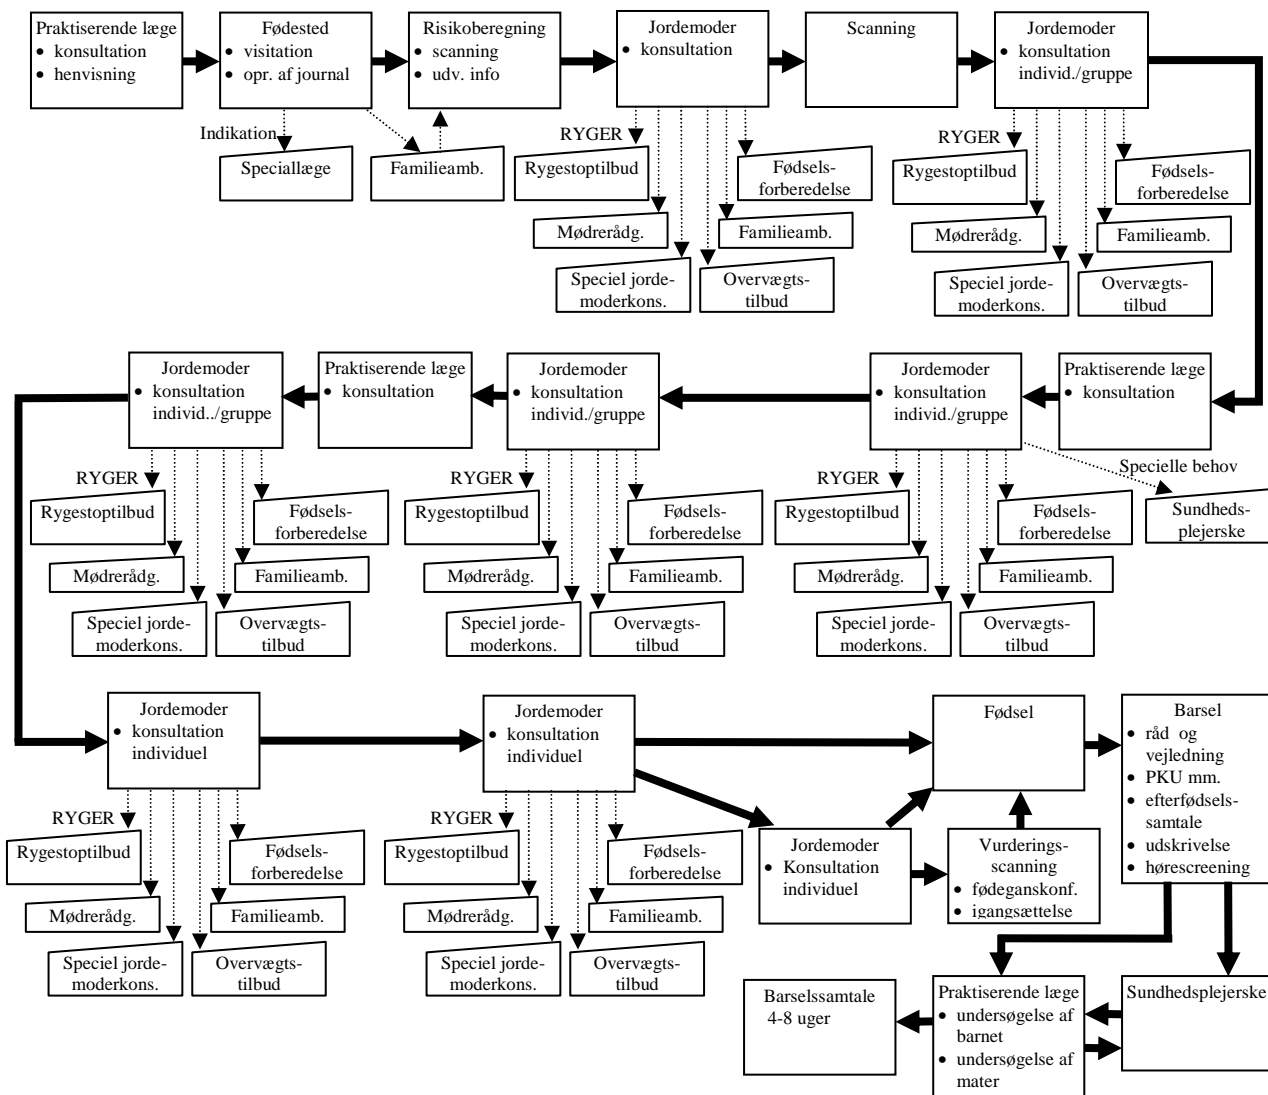 Praktiserende læge
• konsultation
• henvisning
Fødested
• visitation
• opr. af journal
Risikoberegning
• scanning
• udv. info
Jordemoder
• konsultation
Scanning
Jordemoder
• konsultation
individ./gruppe
Indikation
Speciallæge
Familieamb.
RYGER
Rygestoptilbud
Fødsels-
forberedelse
Mødrerådg.
Familieamb.
Speciel jorde-
moderkons.
Overvægts-
tilbud
RYGER
Rygestoptilbud
Fødsels-
forberedelse
Mødrerådg.
Familieamb.
Speciel jorde-
moderkons.
Overvægts-
tilbud
Jordemoder
• konsultation
individ../gruppe
Praktiserende læge
• konsultation
Jordemoder
• konsultation
individ./gruppe
Jordemoder
• konsultation
individ./gruppe
Praktiserende læge
• konsultation
RYGER
Rygestoptilbud
Fødsels-
forberedelse
Mødrerådg.
Familieamb.
Speciel jorde-
moderkons.
Overvægts-
tilbud
RYGER
Rygestoptilbud
Fødsels-
forberedelse
Mødrerådg.
Familieamb.
Speciel jorde-
moderkons.
Overvægts-
tilbud
RYGER
Rygestoptilbud
Fødsels-
forberedelse
Mødrerådg.
Familieamb.
Speciel jorde-
moderkons.
Overvægts-
tilbud
Specielle behov
Sundheds-
plejerske
Jordemoder
• konsultation
individuel
Jordemoder
• konsultation
individuel
Fødsel
Barsel
• råd og
vejledning
• PKU mm.
• efterfødsels-
samtale
• udskrivelse
• hørescreening
RYGER
Rygestoptilbud
Fødsels-
forberedelse
Mødrerådg.
Familieamb.
Speciel jorde-
moderkons.
Overvægts-
tilbud
RYGER
Rygestoptilbud
Fødsels-
forberedelse
Mødrerådg.
Familieamb.
Speciel jorde-
moderkons.
Overvægts-
tilbud
Jordemoder
• Konsultation
individuel
Vurderings-
scanning
• fødeganskonf.
• igangsættelse
Barselssamtale
4-8 uger
Praktiserende læge
• undersøgelse af
barnet
• undersøgelse af
mater
Sundhedsplejerske